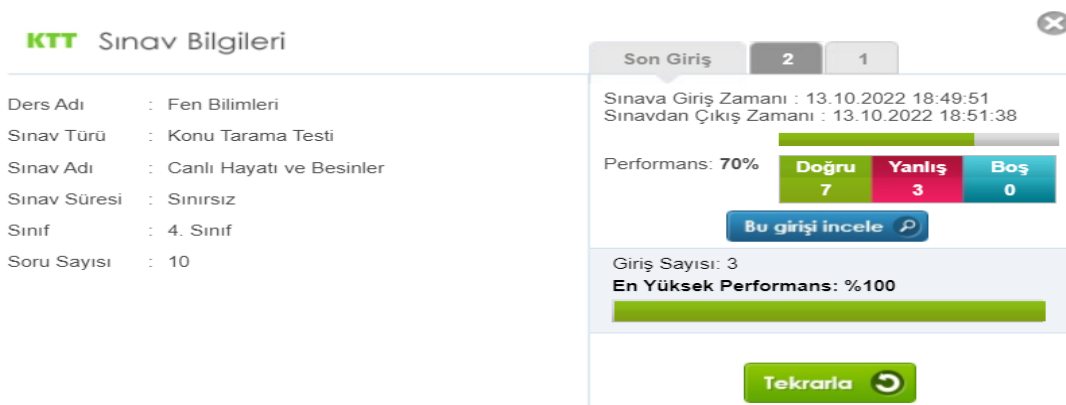 KTT Sınav Bilgileri
Ders Adı : Fen Bilimleri
Sınav Türü : Konu Tarama Testi
Sınav Adı : Canlı Hayatı ve Besinler
Sınav Süresi : Sınırsız
Sınıf : 4. Sınıf
Soru Sayısı : 10
Son Giriş 2 1
Sınava Giriş Zamanı : 13.10.2022 18:49:51
Sınavdan Çıkış Zamanı : 13.10.2022 18:51:38
Performans: 70%
Doğru Yanlış Boş
7 3 0
Bu girişi incele
Giriş Sayısı: 3
En Yüksek Performans: %100
Tekrarla